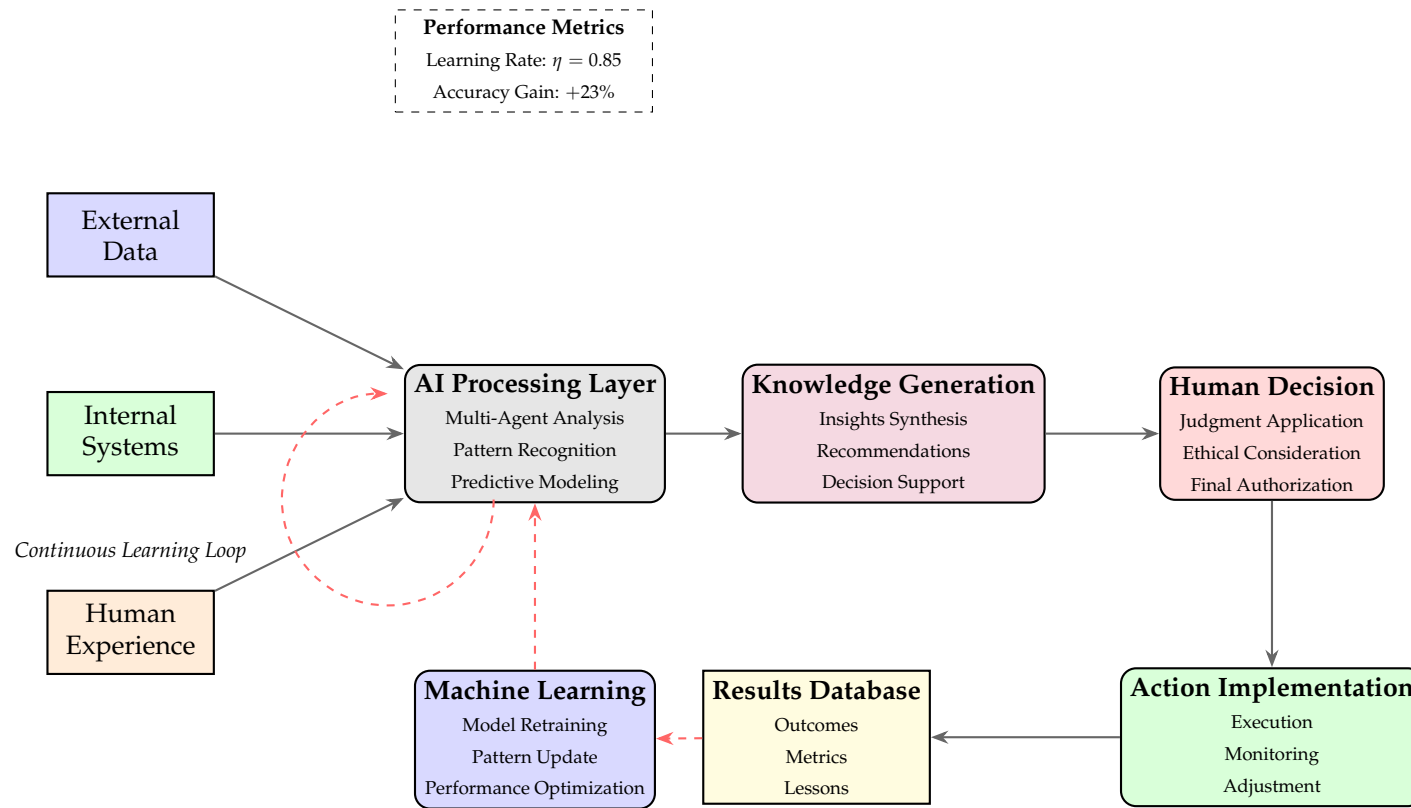 Performance Metrics
Learning Rate: η = 0.85
Accuracy Gain: +23%
External
Data
Internal
Systems
Human
Experience
Continuous Learning Loop
AI Processing Layer
Multi-Agent Analysis
Pattern Recognition
Predictive Modeling
Knowledge Generation
Insights Synthesis
Recommendations
Decision Support
Human Decision
Judgment Application
Ethical Consideration
Final Authorization
Machine Learning
Model Retraining
Pattern Update
Performance Optimization
Results Database
Outcomes
Metrics
Lessons
Action Implementation
Execution
Monitoring
Adjustment